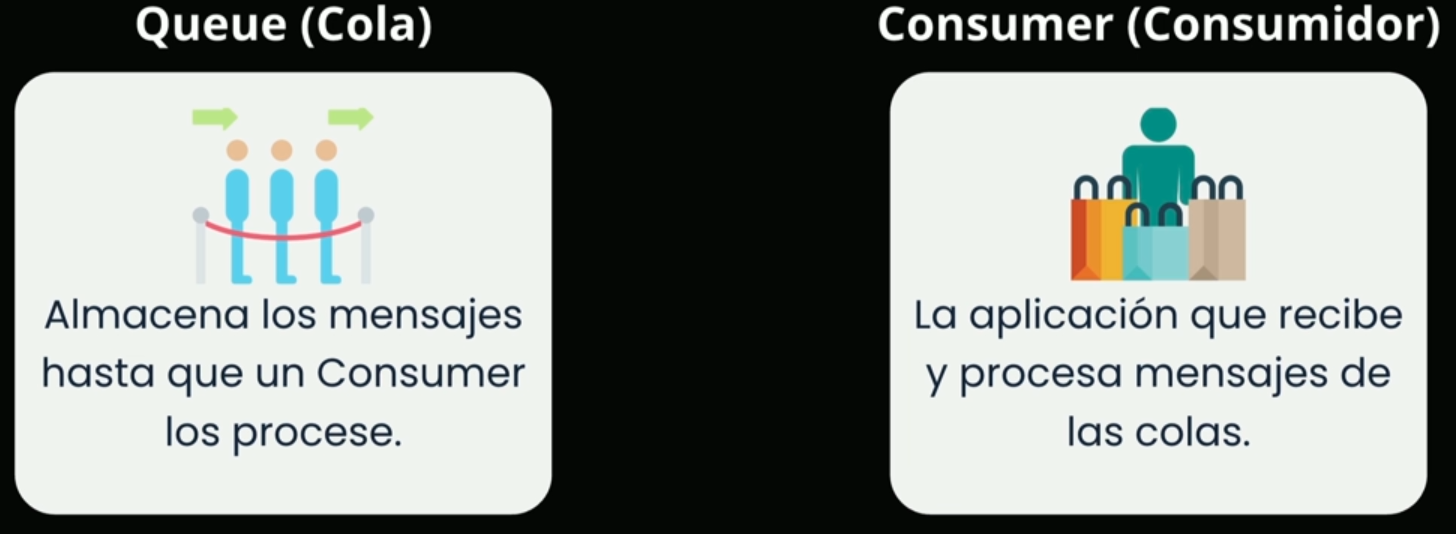 Queue (Cola)
Almacena los mensajes
hasta que un Consumer
los procese.
Consumer (Consumidor)
La aplicación que recibe
y procesa mensajes de
las colas.